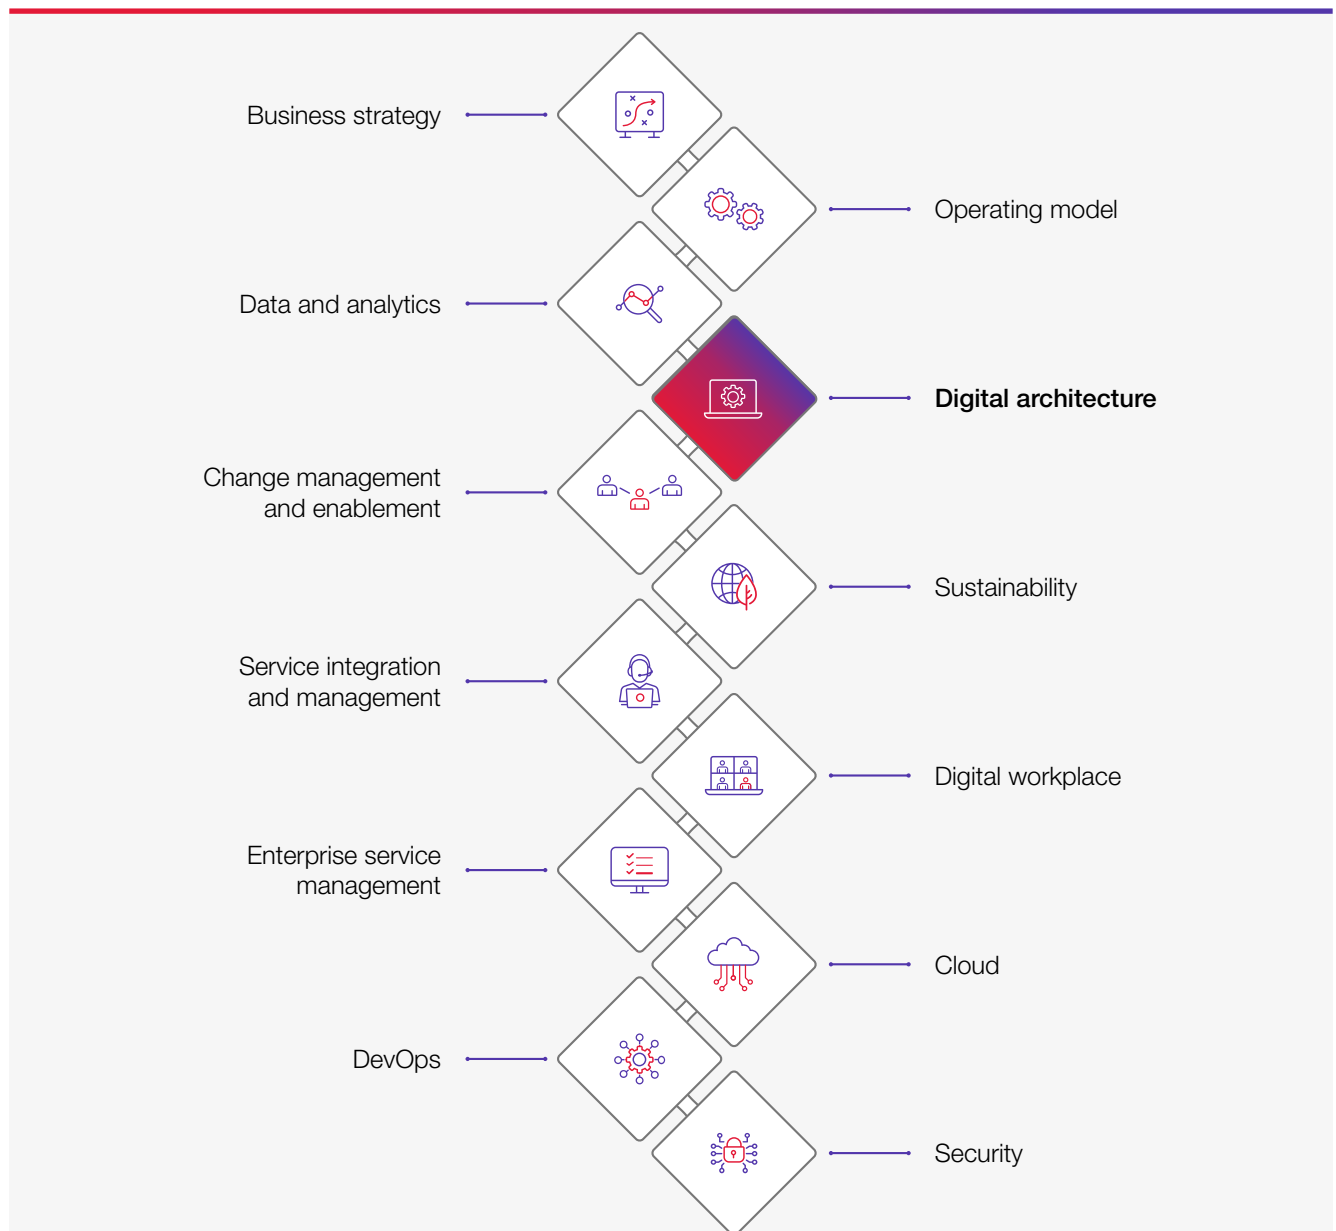 Business strategy
Operating model
Data and analytics
Digital architecture
Change management
and enablement
Sustainability
Service integration
and management
Digital workplace
Enterprise service
management
Cloud
DevOps
Security